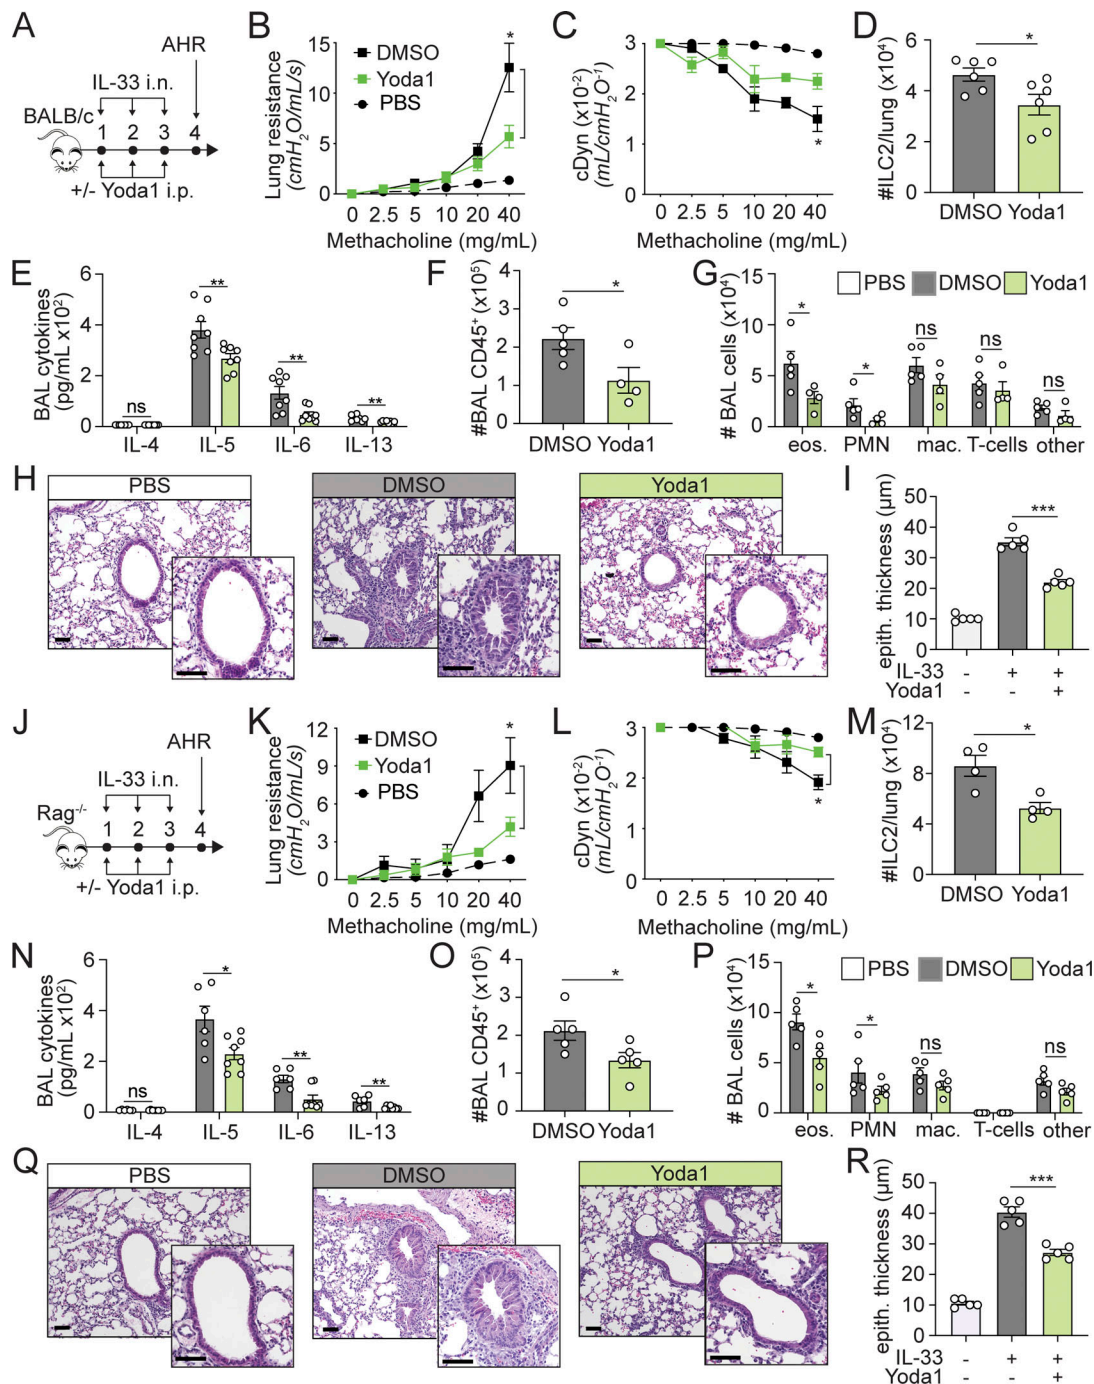 A
AHR
IL-33 i.n.
BALB/c
1 2 3 4
+/- Yoda1 i.p.
B
Lung resistance
(cmH2O/mL/s)
15
10
5
0
DMSO
Yoda1
PBS
*
0 2.5 5 10 20 40
Methacholine (mg/mL)
C
cDyn (x10-2)
(mL/cmH2O-1)
3
2
1
0
*
0 2.5 5 10 20 40
Methacholine (mg/mL)
D
#ILC2/lung (x10⁴)
6
4
2
0
*
DMSO Yoda1
E
BAL cytokines
(pg/mL x10²)
6
4
2
0
ns ** ** **
IL-4 IL-5 IL-6 IL-13
F
#BAL CD45⁺ (x10⁵)
4
3
2
1
0
*
DMSO Yoda1
G
# BAL cells (x10⁴)
15
10
5
0
PBS DMSO Yoda1
* * ns ns ns
eos. PMN mac. T-cells other
H
PBS DMSO Yoda1
I
epith. thickness (µm)
50
40
30
20
10
0
***
IL-33 - + +
Yoda1 - - +
J
AHR
IL-33 i.n.
Rag⁻/⁻
1 2 3 4
+/- Yoda1 i.p.
K
Lung resistance
(cmH2O/mL/s)
12
9
6
3
0
DMSO
Yoda1
PBS
*
0 2.5 5 10 20 40
Methacholine (mg/mL)
L
cDyn (x10-2)
(mL/cmH2O-1)
3
2
1
0
*
0 2.5 5 10 20 40
Methacholine (mg/mL)
M
#ILC2/lung (x10⁴)
12
8
4
0
*
DMSO Yoda1
N
BAL cytokines
(pg/mL x10²)
6
4
2
0
ns * ** **
IL-4 IL-5 IL-6 IL-13
O
#BAL CD45⁺ (x10⁵)
4
3
2
1
0
*
DMSO Yoda1
P
# BAL cells (x10⁴)
15
10
5
0
PBS DMSO Yoda1
* * ns ns
eos. PMN mac. T-cells other
Q
PBS DMSO Yoda1
R
epith. thickness (µm)
50
40
30
20
10
0
***
IL-33 - + +
Yoda1 - - +